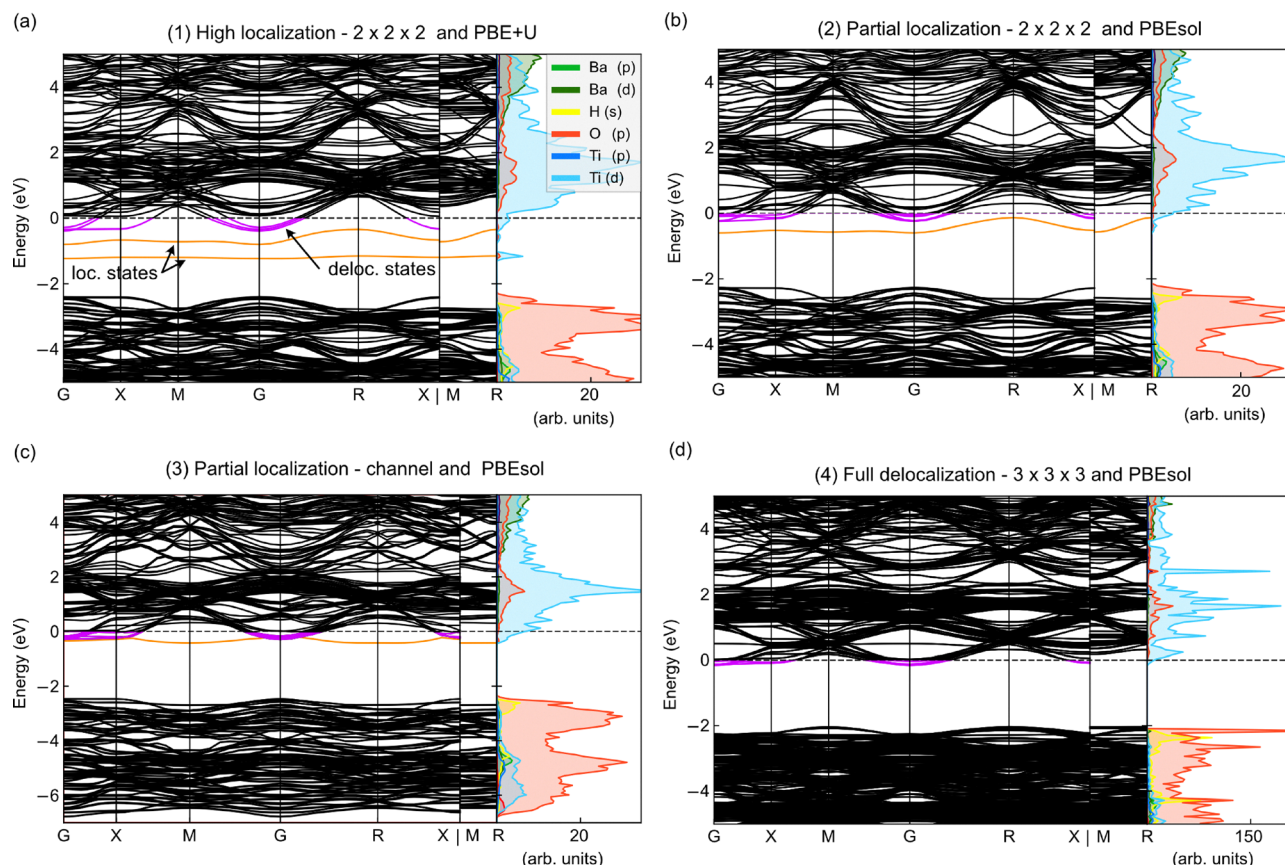 (a)
(1) High localization - 2 x 2 x 2 and PBE+U
Energy (eV)
4
2
0
−2
−4
loc. states
deloc. states
Ba (p)
Ba (d)
H (s)
O (p)
Ti (p)
Ti (d)
G X M G R X | M R
20
(arb. units)
(b)
(2) Partial localization - 2 x 2 x 2 and PBEsol
Energy (eV)
4
2
0
−2
−4
G X M G R X | M R
20
(arb. units)
(c)
(3) Partial localization - channel and PBEsol
Energy (eV)
4
2
0
−2
−4
−6
G X M G R X | M R
20
(arb. units)
(d)
(4) Full delocalization - 3 x 3 x 3 and PBEsol
Energy (eV)
4
2
0
−2
−4
G X M G R X | M R
150
(arb. units)